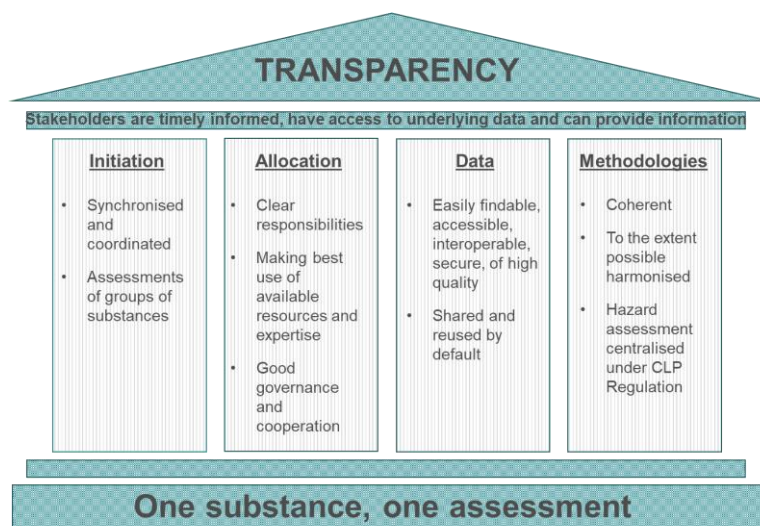 TRANSPARENCY
Stakeholders are timely informed, have access to underlying data and can provide information
Initiation
• Synchronised
and
coordinated
• Assessments
of groups of
substances
Allocation
• Clear
responsibilities
• Making best
use of
available
resources and
expertise
• Good
governance
and
cooperation
Data
• Easily findable,
accessible,
interoperable,
secure, of high
quality
• Shared and
reused by
default
Methodologies
• Coherent
• To the extent
possible
harmonised
• Hazard
assessment
centralised
under CLP
Regulation
One substance, one assessment